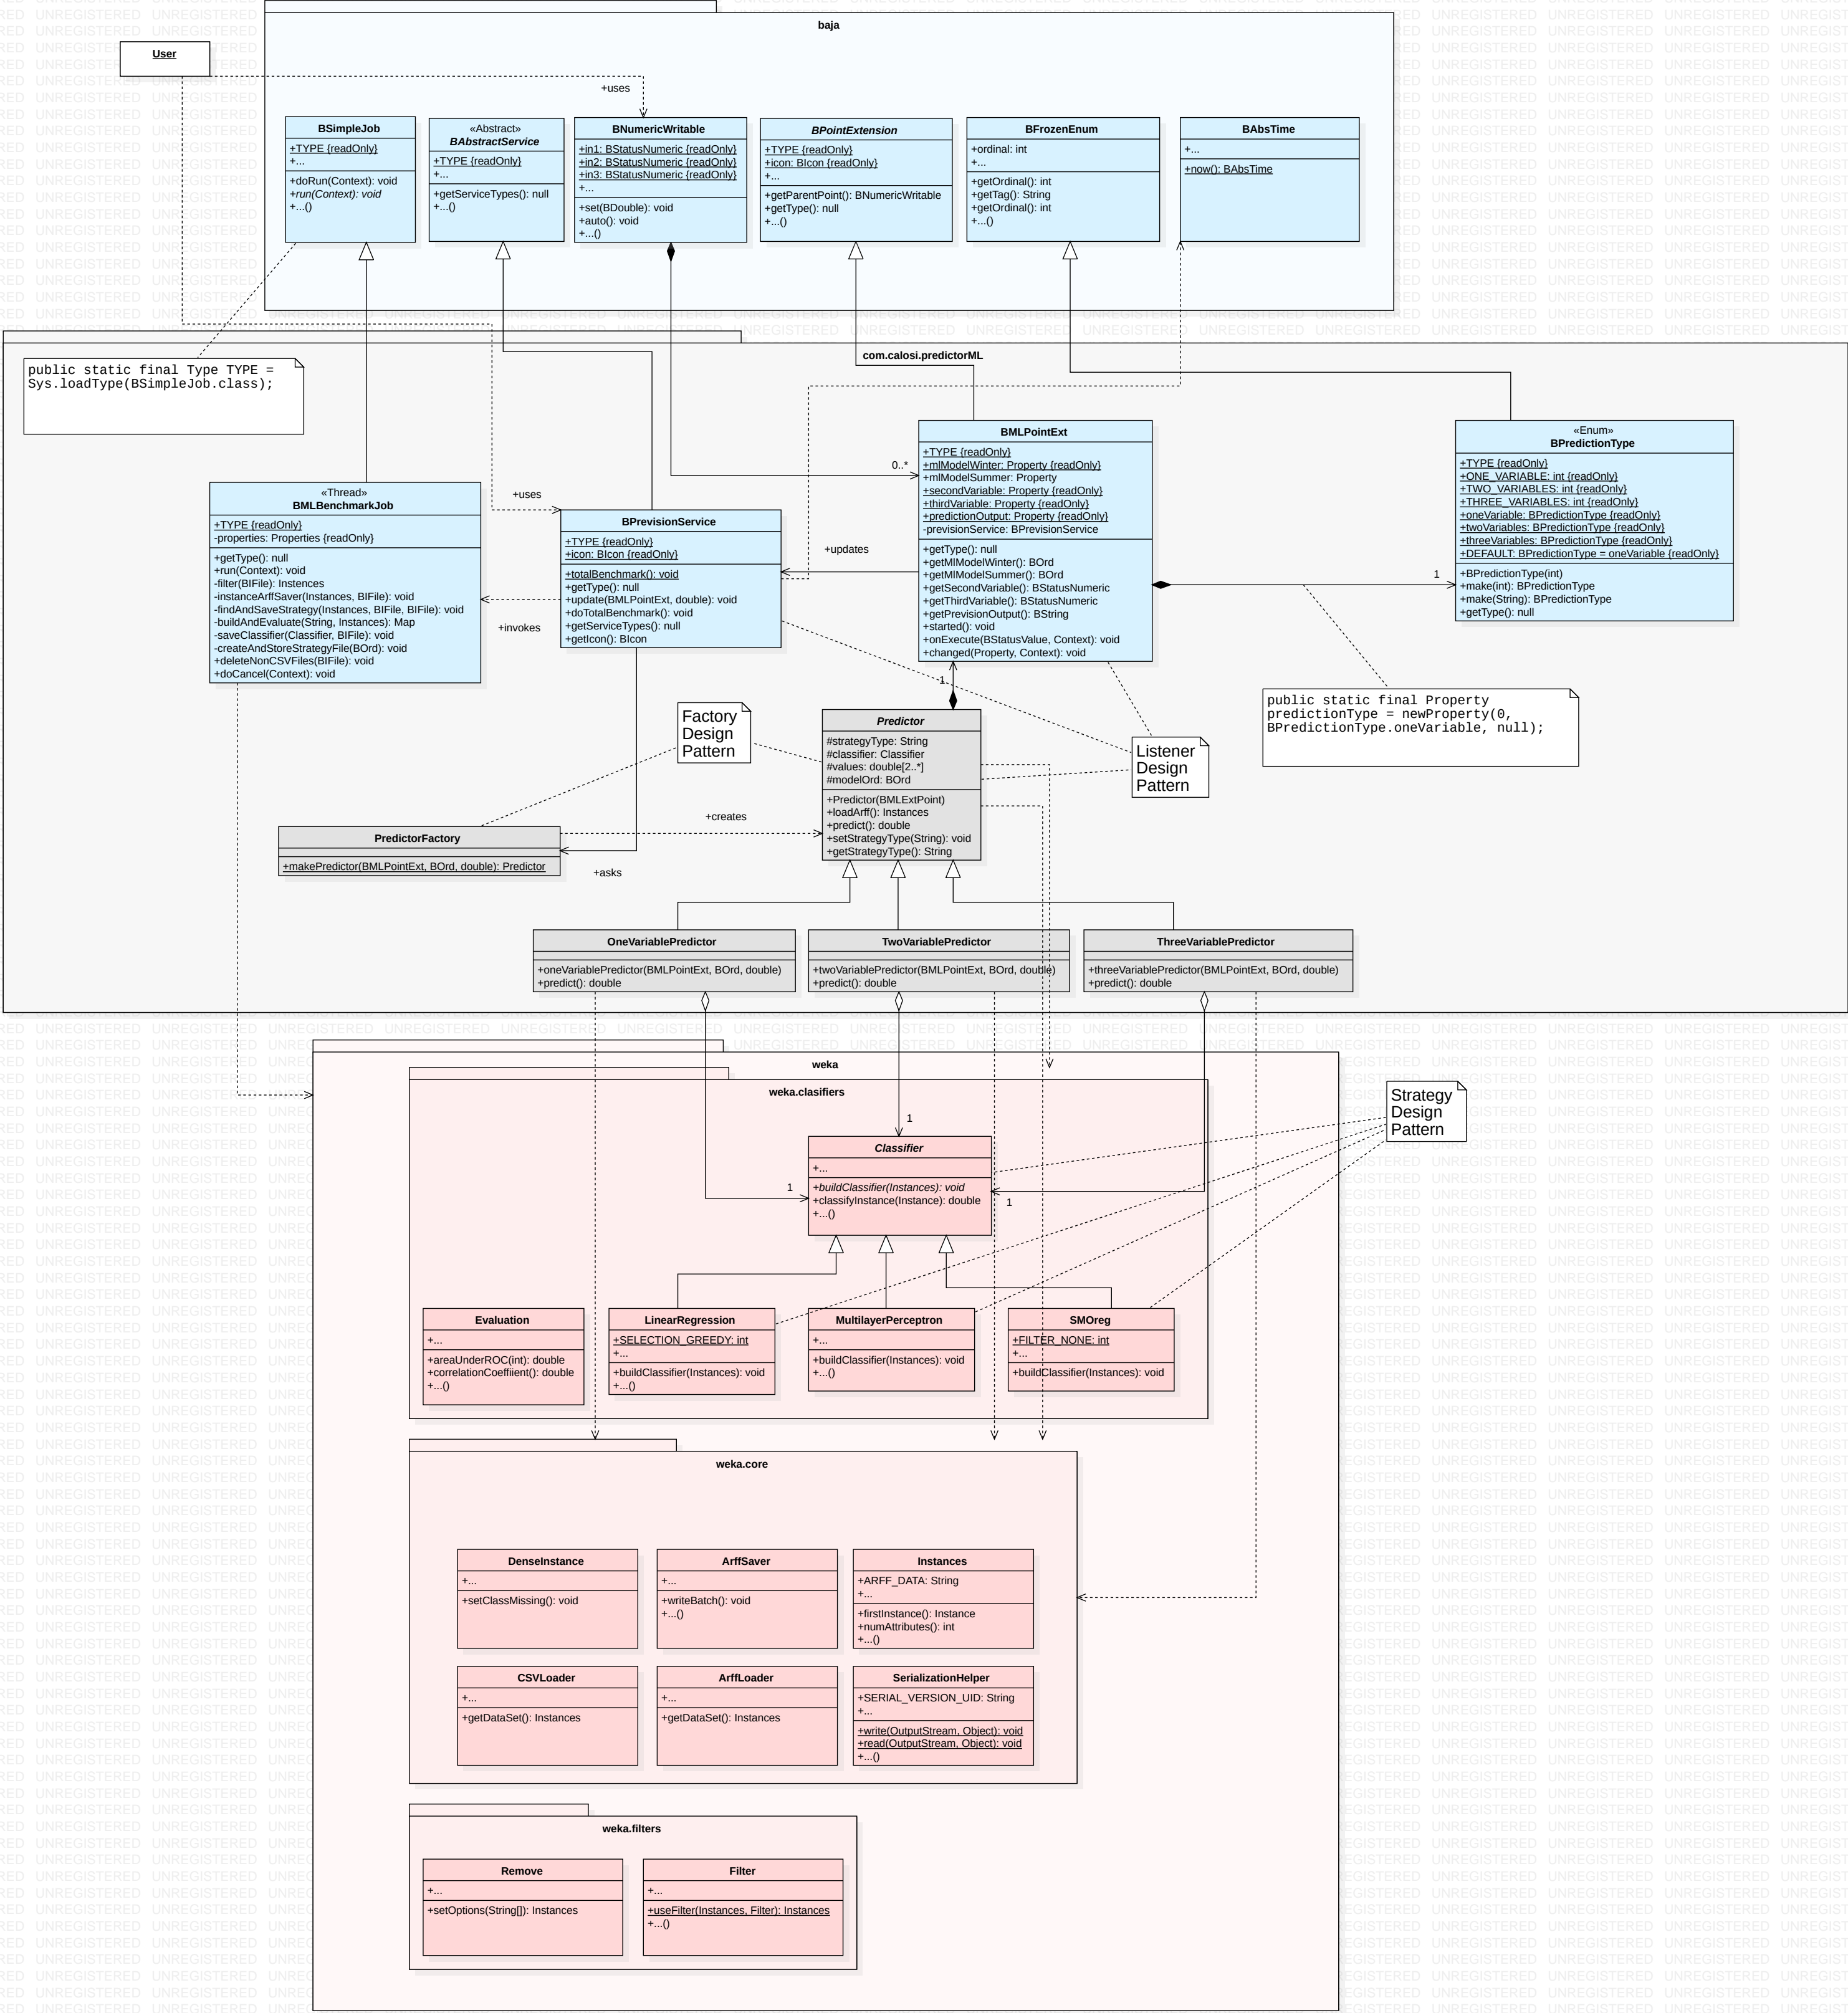 baja
User
+uses
BSimpleJob
+TYPE {readOnly}
+...
+doRun(Context): void
+run(Context): void
+...()
«Abstract»
BAbstractService
+TYPE {readOnly}
+...
+getServiceTypes(): null
+...()
BNumericWritable
+in1: BStatusNumeric {readOnly}
+in2: BStatusNumeric {readOnly}
+in3: BStatusNumeric {readOnly}
+...
+set(BDouble): void
+auto(): void
+...()
BPointExtension
+TYPE {readOnly}
+icon: BIcon {readOnly}
+...
+getParentPoint(): BNumericWritable
+getType(): null
+...()
BFrozenEnum
+ordinal: int
+...
+getOrdinal(): int
+getTag(): String
+getOrdinal(): int
+...()
BAbsTime
+...
+now(): BAbsTime
com.calosi.predictorML
public static final Type TYPE =
Sys.loadType(BSimpleJob.class);
«Thread»
BMLBenchmarkJob
+TYPE {readOnly}
-properties: Properties {readOnly}
+getType(): null
+run(Context): void
-filter(BIFile): Instences
-instanceArffSaver(Instances, BIFile): void
-findAndSaveStrategy(Instances, BIFile, BIFile): void
-buildAndEvaluate(String, Instances): Map
-saveClassifier(Classifier, BIFile): void
-createAndStoreStrategyFile(BOrd): void
+deleteNonCSVFiles(BIFile): void
+doCancel(Context): void
+uses
+invokes
BPrevisionService
+TYPE {readOnly}
+icon: BIcon {readOnly}
+totalBenchmark(): void
+getType(): null
+update(BMLPointExt, double): void
+doTotalBenchmark(): void
+getServiceTypes(): null
+getIcon(): BIcon
+updates
0..*
BMLPointExt
+TYPE {readOnly}
+mlModelWinter: Property {readOnly}
+mlModelSummer: Property
+secondVariable: Property {readOnly}
+thirdVariable: Property {readOnly}
+predictionOutput: Property {readOnly}
-previsionService: BPrevisionService
+getType(): null
+getMlModelWinter(): BOrd
+getMlModelSummer(): BOrd
+getSecondVariable(): BStatusNumeric
+getThirdVariable(): BStatusNumeric
+getPrevisionOutput(): BString
+started(): void
+onExecute(BStatusValue, Context): void
+changed(Property, Context): void
1
«Enum»
BPredictionType
+TYPE {readOnly}
+ONE_VARIABLE: int {readOnly}
+TWO_VARIABLES: int {readOnly}
+THREE_VARIABLES: int {readOnly}
+oneVariable: BPredictionType {readOnly}
+twoVariables: BPredictionType {readOnly}
+threeVariables: BPredictionType {readOnly}
+DEFAULT: BPredictionType = oneVariable {readOnly}
+BPredictionType(int)
+make(int): BPredictionType
+make(String): BPredictionType
+getType(): null
1
Factory
Design
Pattern
Predictor
#strategyType: String
#classifier: Classifier
#values: double[2..*]
#modelOrd: BOrd
+Predictor(BMLExtPoint)
+loadArff(): Instances
+predict(): double
+setStrategyType(String): void
+getStrategyType(): String
Listener
Design
Pattern
public static final Property
predictionType = newProperty(0,
BPredictionType.oneVariable, null);
PredictorFactory
+makePredictor(BMLPointExt, BOrd, double): Predictor
+creates
+asks
OneVariablePredictor
+oneVariablePredictor(BMLPointExt, BOrd, double)
+predict(): double
TwoVariablePredictor
+twoVariablePredictor(BMLPointExt, BOrd, double)
+predict(): double
ThreeVariablePredictor
+threeVariablePredictor(BMLPointExt, BOrd, double)
+predict(): double
weka
weka.clasifiers
Strategy
Design
Pattern
1
Classifier
+...
+buildClassifier(Instances): void
+classifyInstance(Instance): double
+...()
1
1
Evaluation
+...
+areaUnderROC(int): double
+correlationCoeffiient(): double
+...()
LinearRegression
+SELECTION_GREEDY: int
+...
+buildClassifier(Instances): void
+...()
MultilayerPerceptron
+...
+buildClassifier(Instances): void
+...()
SMOreg
+FILTER_NONE: int
+...
+buildClassifier(Instances): void
weka.core
DenseInstance
+...
+setClassMissing(): void
ArffSaver
+...
+writeBatch(): void
+...()
Instances
+ARFF_DATA: String
+...
+firstInstance(): Instance
+numAttributes(): int
+...()
CSVLoader
+...
+getDataSet(): Instances
ArffLoader
+...
+getDataSet(): Instances
SerializationHelper
+SERIAL_VERSION_UID: String
+...
+write(OutputStream, Object): void
+read(OutputStream, Object): void
+...()
weka.filters
Remove
+...
+setOptions(String[]): Instances
Filter
+...
+useFilter(Instances, Filter): Instances
+...()
UNREGISTERED